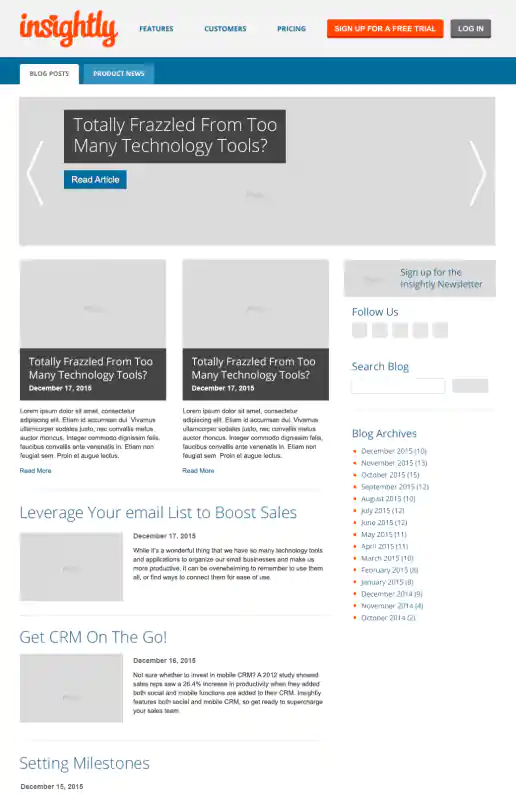 insightly
FEATURES
CUSTOMERS
PRICING
SIGN UP FOR A FREE TRIAL
LOG IN
BLOG POSTS
PRODUCT NEWS
Totally Frazzled From Too
Many Technology Tools?
Read Article
Totally Frazzled From Too
Many Technology Tools?
December 17, 2015
Lorem ipsum dolor sit amet, consectetur
adipiscing elit. Etiam a accumsan dui. Vivamus
ullamcorper sodales justo, nec convallis metus
auctor rhoncus. Integer commodo dignissim felis,
faucibus convallis ante venenatis in. Etiam non
feugiat sem. Proin et augue lectus.
Read More
Totally Frazzled From Too
Many Technology Tools?
December 17, 2015
Lorem ipsum dolor sit amet, consectetur
adipiscing elit. Etiam a accumsan dui. Vivamus
ullamcorper sodales justo, nec convallis metus
auctor rhoncus. Integer commodo dignissim felis,
faucibus convallis ante venenatis in. Etiam non
feugiat sem. Proin et augue lectus.
Read More
Sign up for the
Insightly Newsletter
Follow Us
Search Blog
Blog Archives
December 2015 (10)
November 2015 (13)
October 2015 (15)
September 2015 (12)
August 2015 (10)
July 2015 (12)
June 2015 (12)
May 2015 (11)
April 2015 (11)
March 2015 (10)
February 2015 (8)
January 2015 (8)
December 2014 (9)
November 2014 (4)
October 2014 (2)
Leverage Your email List to Boost Sales
December 17, 2015
While it's a wonderful thing that we have so many technology tools
and applications to organize our small businesses and make us
more productive, it can be overwhelming to remember to use them
all, or find ways to connect them for ease of use.
Get CRM On The Go!
December 16, 2015
Not sure whether to invest in mobile CRM? A 2012 study showed
sales reps saw a 26.4% increase in productivity when they added
both social and mobile functions are added to their CRM. Insightly
features both social and mobile CRM, so get ready to supercharge
your sales team
Setting Milestones
December 15, 2015